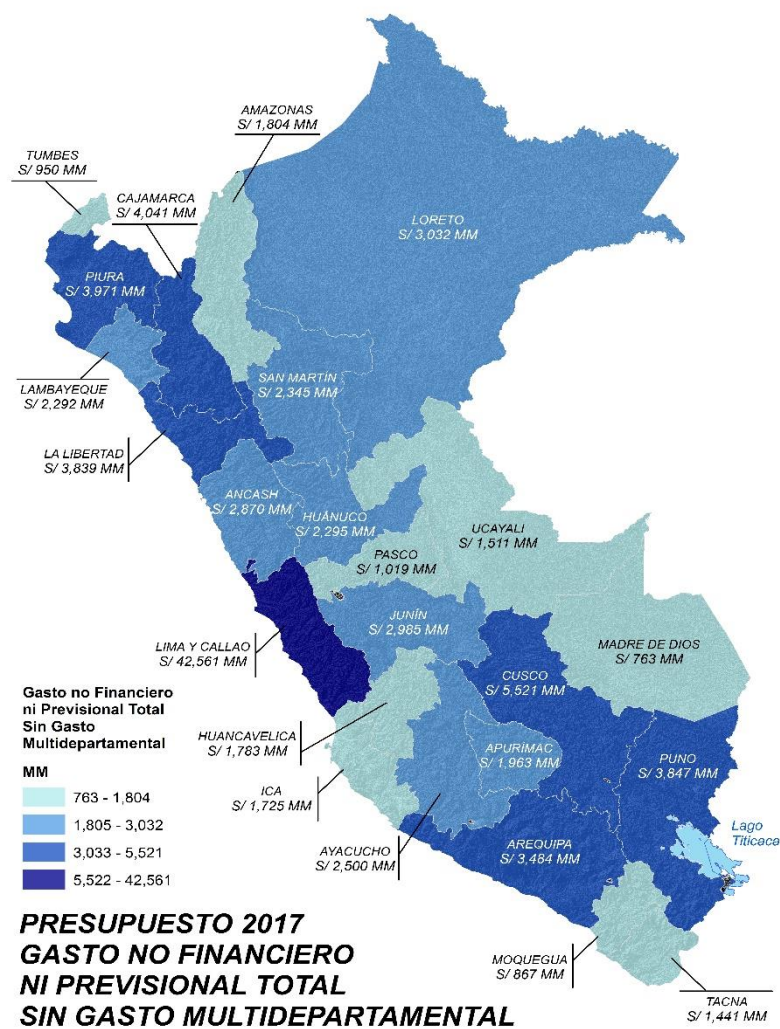 AMAZONAS
S/ 1,804 MM
TUMBES
S/ 950 MM
CAJAMARCA
S/ 4,041 MM
LORETO
S/ 3,032 MM
PIURA
S/ 3,971 MM
SAN MARTÍN
S/ 2,345 MM
LAMBAYEQUE
S/ 2,292 MM
LA LIBERTAD
S/ 3,839 MM
ANCASH
S/ 2,870 MM
HUÁNUCO
S/ 2,295 MM
UCAYALI
S/ 1,511 MM
PASCO
S/ 1,019 MM
JUNÍN
S/ 2,985 MM
MADRE DE DIOS
S/ 763 MM
LIMA Y CALLAO
S/ 42,561 MM
CUSCO
S/ 5,521 MM
HUANCAVELICA
S/ 1,783 MM
APURÍMAC
S/ 1,963 MM
PUNO
S/ 3,847 MM
ICA
S/ 1,725 MM
AYACUCHO
S/ 2,500 MM
AREQUIPA
S/ 3,484 MM
Lago
Titicaca
MOQUEGUA
S/ 867 MM
TACNA
S/ 1,441 MM
Gasto no Financiero
ni Previsional Total
Sin Gasto
Multidepartamental
MM
763 - 1,804
1,805 - 3,032
3,033 - 5,521
5,522 - 42,561
PRESUPUESTO 2017
GASTO NO FINANCIERO
NI PREVISIONAL TOTAL
SIN GASTO MULTIDEPARTAMENTAL